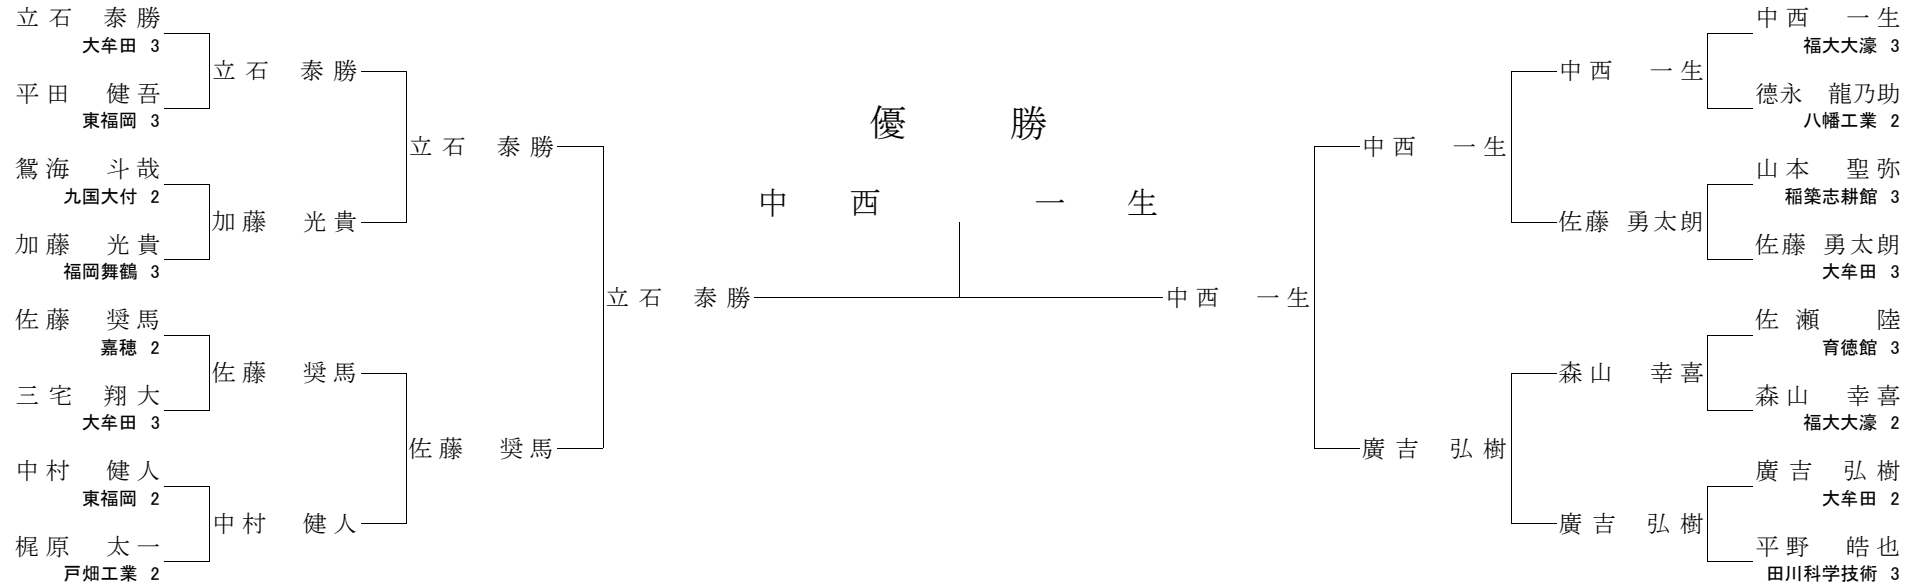 優勝
中西 一生
立石 泰勝
大牟田 3
平田 健吾
東福岡 3
鴛海 斗哉
九国大付 2
加藤 光貴
福岡舞鶴 3
佐藤 奨馬
嘉穂 2
三宅 翔大
大牟田 3
中村 健人
東福岡 2
梶原 太一
戸畑工業 2
立石 泰勝
加藤 光貴
佐藤 奨馬
中村 健人
立石 泰勝
佐藤 奨馬
立石 泰勝
中西 一生
中西 一生
廣吉 弘樹
中西 一生
佐藤 勇太朗
森山 幸喜
廣吉 弘樹
中西 一生
福大大濠 3
德永 龍乃助
八幡工業 2
山本 聖弥
稲築志耕館 3
佐藤 勇太朗
大牟田 3
佐瀬 陸
育徳館 3
森山 幸喜
福大大濠 2
廣吉 弘樹
大牟田 2
平野 皓也
田川科学技術 3